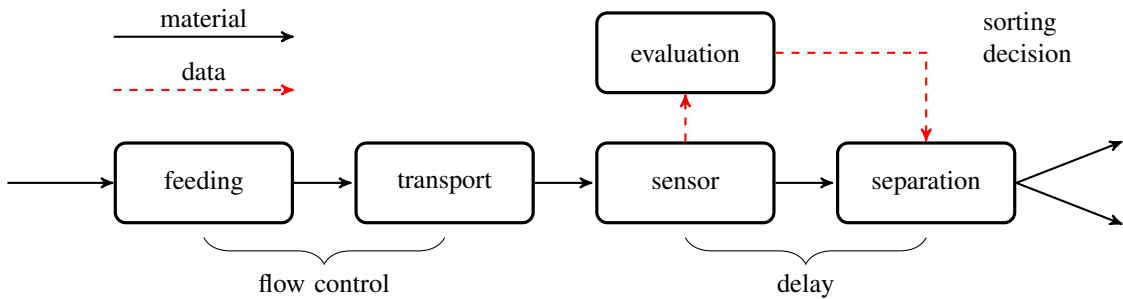 material
data
evaluation
sorting
decision
feeding
transport
sensor
separation
flow control
delay